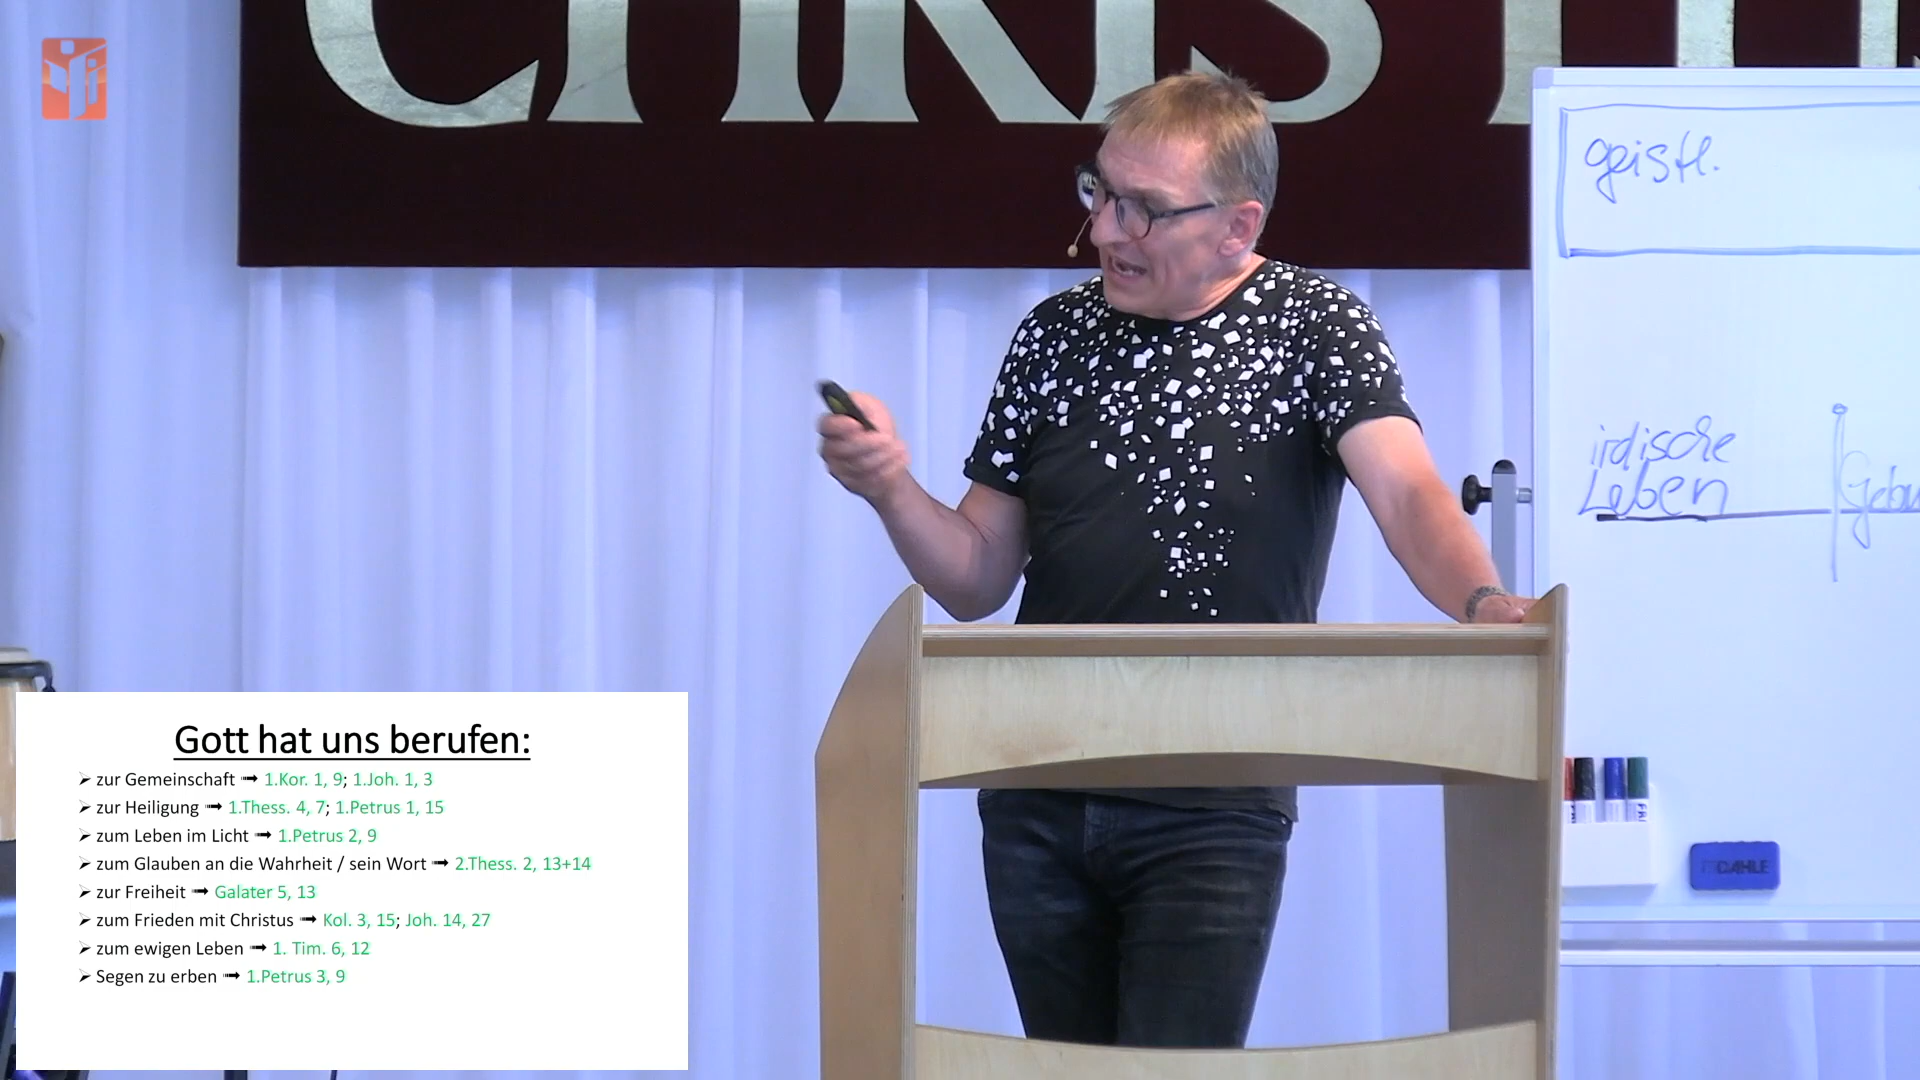 CHRISTI
geistl.
irdische
Leben
Gebu
DAHLE
Gott hat uns berufen:
➢ zur Gemeinschaft ➟ 1.Kor. 1, 9; 1.Joh. 1, 3
➢ zur Heiligung ➟ 1.Thess. 4, 7; 1.Petrus 1, 15
➢ zum Leben im Licht ➟ 1.Petrus 2, 9
➢ zum Glauben an die Wahrheit / sein Wort ➟ 2.Thess. 2, 13+14
➢ zur Freiheit ➟ Galater 5, 13
➢ zum Frieden mit Christus ➟ Kol. 3, 15; Joh. 14, 27
➢ zum ewigen Leben ➟ 1. Tim. 6, 12
➢ Segen zu erben ➟ 1.Petrus 3, 9